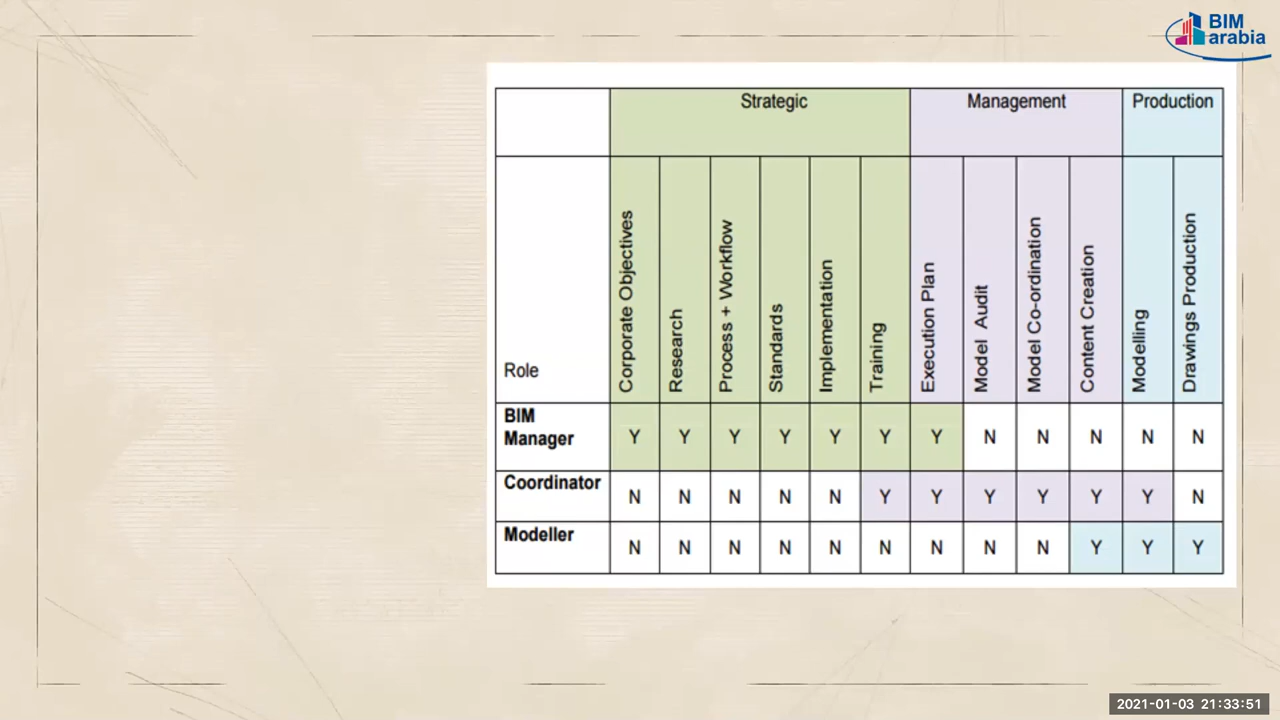 BIM
arabia
Strategic Management Production
Role Corporate Objectives Research Process + Workflow Standards Implementation Training Execution Plan Model Audit Model Co-ordination Content Creation Modelling Drawings Production
BIM
Manager Y Y Y Y Y Y Y N N N N N
Coordinator N N N N N Y Y Y Y Y Y N
Modeller N N N N N N N N N Y Y Y
2021-01-03 21:33:51